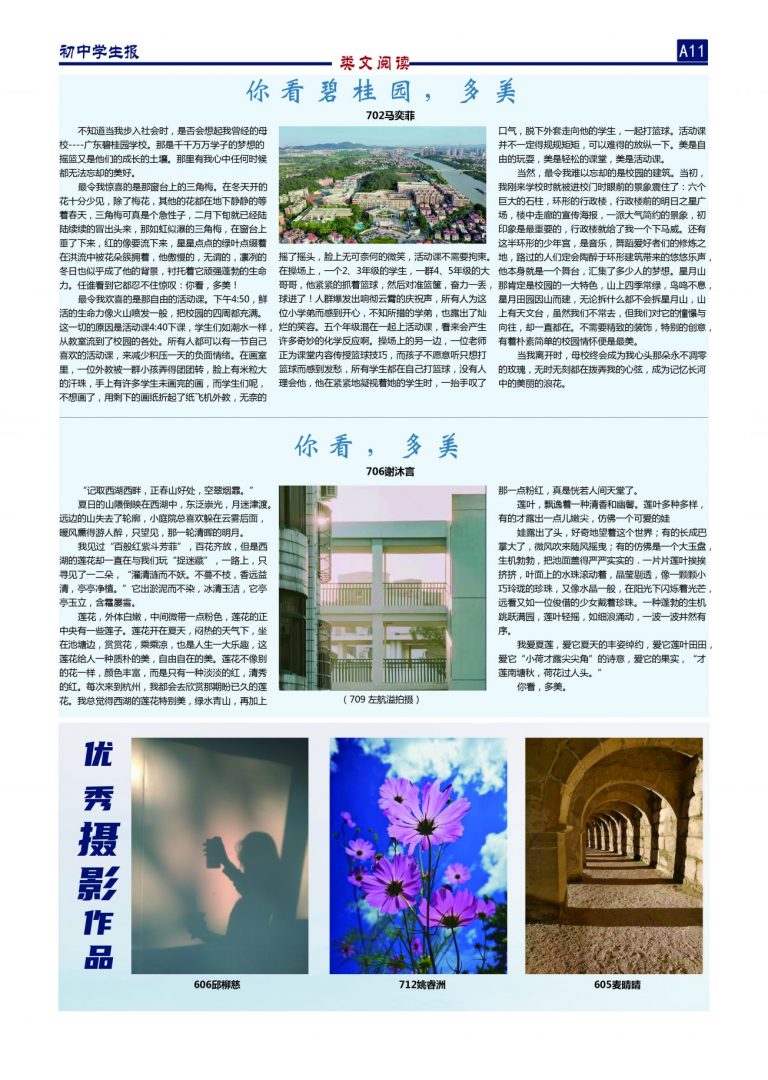 初中学生报
类文阅读
A11
你看碧桂园，多美
702马奕菲
不知道当我步入社会时，是否会想起我曾经的母
校----广东碧桂园学校。那是千千万万学子的梦想的
摇篮又是他们的成长的土壤。那里有我心中任何时候
都无法忘却的美好。
最令我惊喜的是那窗台上的三角梅。在冬天开的
花十分少见，除了梅花，其他的花都在地下静静的等
着春天，三角梅可真是个急性子，二月下旬就已经陆
陆续续的冒出头来，那如虹似瀑的三角梅，在窗台上
垂了下来，红的像要流下来，星星点点的绿叶点缀着
在洪流中被花朵簇拥着，他傲慢的，无谓的，凛冽的
冬日也似乎成了他的背景，衬托着它顽强蓬勃的生命
力。任谁看到它都忍不住惊叹：你看，多美！
最令我欢喜的是那自由的活动课。下午4:50，鲜
活的生命力像火山喷发一般，把校园的四周都充满。
这一切的原因是活动课4:40下课，学生们如潮水一样，
从教室流到了校园的各处。所有人都可以有一节自己
喜欢的活动课，来减少积压一天的负面情绪。在画室
里，一位外教被一群小孩弄得团团转，脸上有米粒大
的汗珠，手上有许多学生未画完的画，而学生们呢，
不想画了，用剩下的画纸折起了纸飞机外教，无奈的
摇了摇头，脸上无可奈何的微笑，活动课不需要拘束。
在操场上，一个2、3年级的学生，一群4、5年级的大
哥哥，他紧紧的抓着篮球，然后对准篮筐，奋力一丢
球进了！人群爆发出响彻云霄的庆祝声，所有人为这
位小学弟而感到开心，不知所措的学弟，也露出了灿
烂的笑容。五个年级混在一起上活动课，看来会产生
许多奇妙的化学反应啊。操场上的另一边，一位老师
正为课堂内容传授篮球技巧，而孩子不愿意听只想打
篮球而感到发愁，所有学生都在自己打篮球，没有人
理会他，他在紧紧地凝视着她的学生时，一抬手叹了
口气，脱下外套走向他的学生，一起打篮球。活动课
并不一定得规规矩矩，可以难得的放纵一下。美是自
由的玩耍，美是轻松的课堂，美是活动课。
当然，最令我难以忘却的是校园的建筑。当初，
我刚来学校时就被进校门时眼前的景象震住了：六个
巨大的石柱，环形的行政楼，行政楼前的明日之星广
场，楼中走廊的宣传海报，一派大气简约的景象，初
印象是最重要的，行政楼就给了我一个下马威。还有
这半环形的少年宫，是音乐，舞蹈爱好者们的修炼之
地，路过的人们定会陶醉于环形建筑带来的悠悠乐声，
他本身就是一个舞台，汇集了多少人的梦想。星月山
那肯定是校园的一大特色，山上四季常绿，鸟鸣不息
星月田园因山而建，无论拆什么都不会拆星月山，山
上有天文台，虽然我们不常去，但我们对它的憧憬与
向往，却一直都在。不需要精致的装饰，特别的创意，
有着朴素简单的校园情怀便是最美。
当我离开时，母校终会成为我心头那朵永不凋零
的玫瑰，无时无刻都在拨弄我的心弦，成为记忆长河
中的美丽的浪花。
你看，多美
706谢沐言
“记取西湖西畔，正春山好处，空翠烟霏。”
夏日的山隈倒映在西湖中，东泛崇光，月迷津渡。
远边的山失去了轮廓，小庭院总喜欢躲在云雾后面，
暖风熏得游人醉，只望见，那一轮清晖的明月。
我见过“百般红紫斗芳菲”，百花齐放，但是西
湖的莲花却一直在与我们玩“捉迷藏”，一路上，只
寻见了一二朵，“濯清涟而不妖。不蔓不枝，香远益
清，亭亭净植。”它出淤泥而不染，冰清玉洁，它亭
亭玉立，含霜屡雪。
莲花，外体白嫩，中间微带一点粉色，莲花的正
中央有一些莲子。莲花开在夏天，闷热的天气下，坐
在池塘边，赏赏花，乘乘凉，也是人生一大乐趣，这
莲花给人一种质朴的美，自由自在的美。莲花不像别
的花一样，颜色丰富，而是只有一种淡淡的红，清秀
的红。每次来到杭州，我都会去欣赏那期盼已久的莲
花。我总觉得西湖的莲花特别美，绿水青山，再加上
（709 左航溢拍摄）
那一点粉红，真是恍若人间天堂了。
莲叶，飘逸着一种清香和幽馨。莲叶多种多样，
有的才露出一点儿嫩尖，仿佛一个可爱的娃
娃露出了头，好奇地望着这个世界；有的长成巴
掌大了，微风吹来随风摇曳；有的仿佛是一个大玉盘，
生机勃勃，把池面盖得严严实实的．一片片莲叶挨挨
挤挤，叶面上的水珠滚动着，晶莹剔透，像一颗颗小
巧玲珑的珍珠，又像水晶一般，在阳光下闪烁着光芒，
远看又如一位俊俏的少女戴着珍珠。一种蓬勃的生机
跳跃满园，莲叶轻摇，如细浪涌动，一波一波井然有
序。
我爱夏莲，爱它夏天的丰姿绰约，爱它莲叶田田，
爱它“小荷才露尖尖角”的诗意，爱它的果实，“才
莲南塘秋，荷花过人头。”
你看，多美。
优秀摄影作品
606邱柳慈
712姚睿洲
605麦晴晴